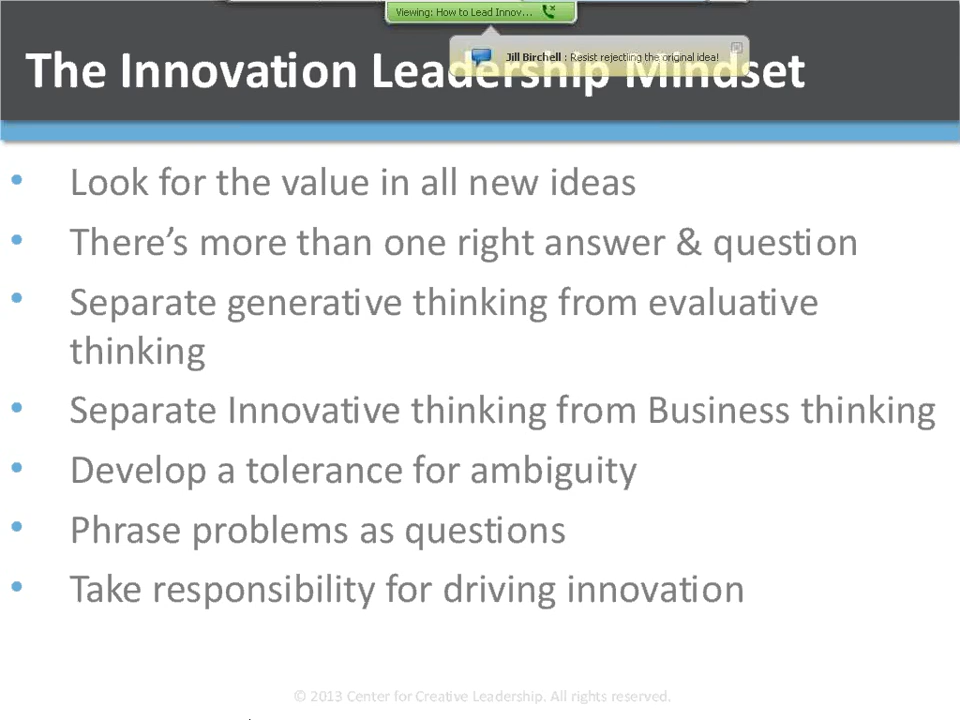 Viewing: How to Lead Innov...
Jill Birchell : Resist rejecting the original idea!
The Innovation Leadership Mindset
• Look for the value in all new ideas
• There's more than one right answer & question
• Separate generative thinking from evaluative
thinking
• Separate Innovative thinking from Business thinking
• Develop a tolerance for ambiguity
• Phrase problems as questions
• Take responsibility for driving innovation
© 2013 Center for Creative Leadership. All rights reserved.